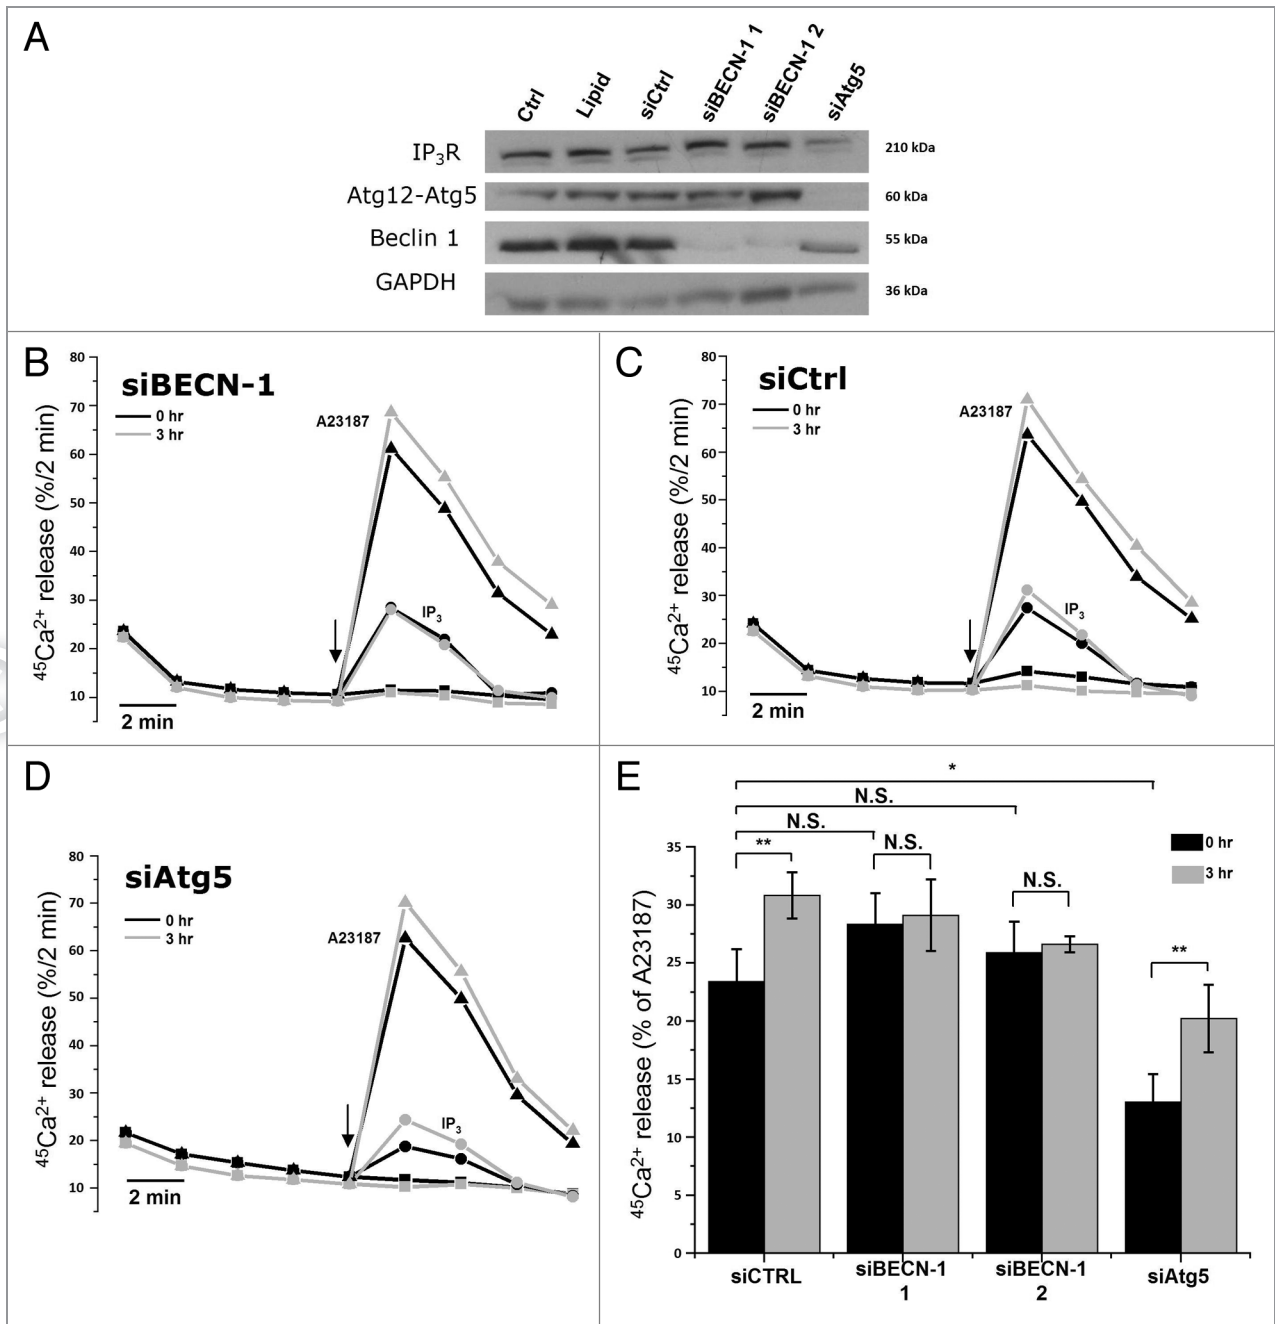 A
Ctrl
Lipid
siCtrl
siBECN-1 1
siBECN-1 2
siAtg5
IP₃R
210 kDa
Atg12-Atg5
60 kDa
Beclin 1
55 kDa
GAPDH
36 kDa
B
siBECN-1
0 hr
3 hr
⁴⁵Ca²⁺ release (%/2 min)
80
70
60
50
40
30
20
10
A23187
IP₃
2 min
C
siCtrl
0 hr
3 hr
⁴⁵Ca²⁺ release (%/2 min)
80
70
60
50
40
30
20
10
A23187
IP₃
2 min
D
siAtg5
0 hr
3 hr
⁴⁵Ca²⁺ release (%/2 min)
80
70
60
50
40
30
20
10
A23187
IP₃
2 min
E
*
N.S.
N.S.
**
N.S.
N.S.
**
0 hr
3 hr
⁴⁵Ca²⁺ release (% of A23187)
35
30
25
20
15
10
5
0
siCTRL
siBECN-1
1
siBECN-1
2
siAtg5